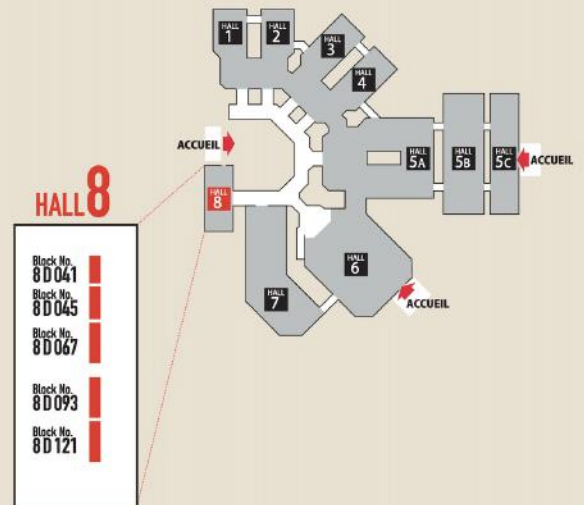 HALL
1
HALL
2
HALL
3
HALL
4
ACCUEIL
HALL
5A
HALL
5B
HALL
5C
ACCUEIL
HALL
8
HALL 8
HALL
6
HALL
7
ACCUEIL
Block No.
8D041
Block No.
8D045
Block No.
8D067
Block No.
8D093
Block No.
8D121